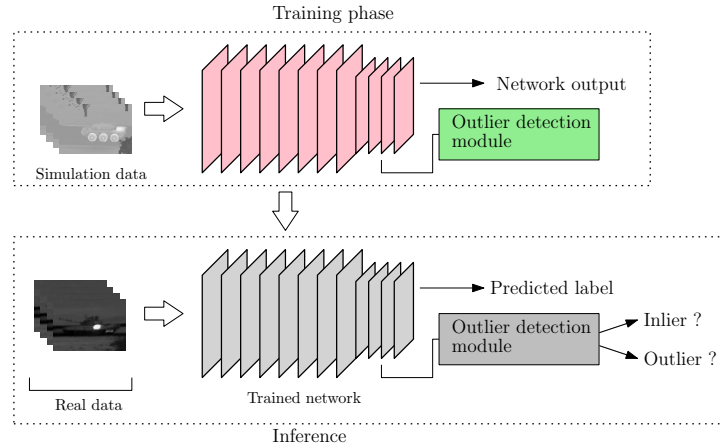 Training phase
Network output
Outlier detection
module
Simulation data
Predicted label
Outlier detection
module
Inlier ?
Outlier ?
Trained network
Real data
Inference